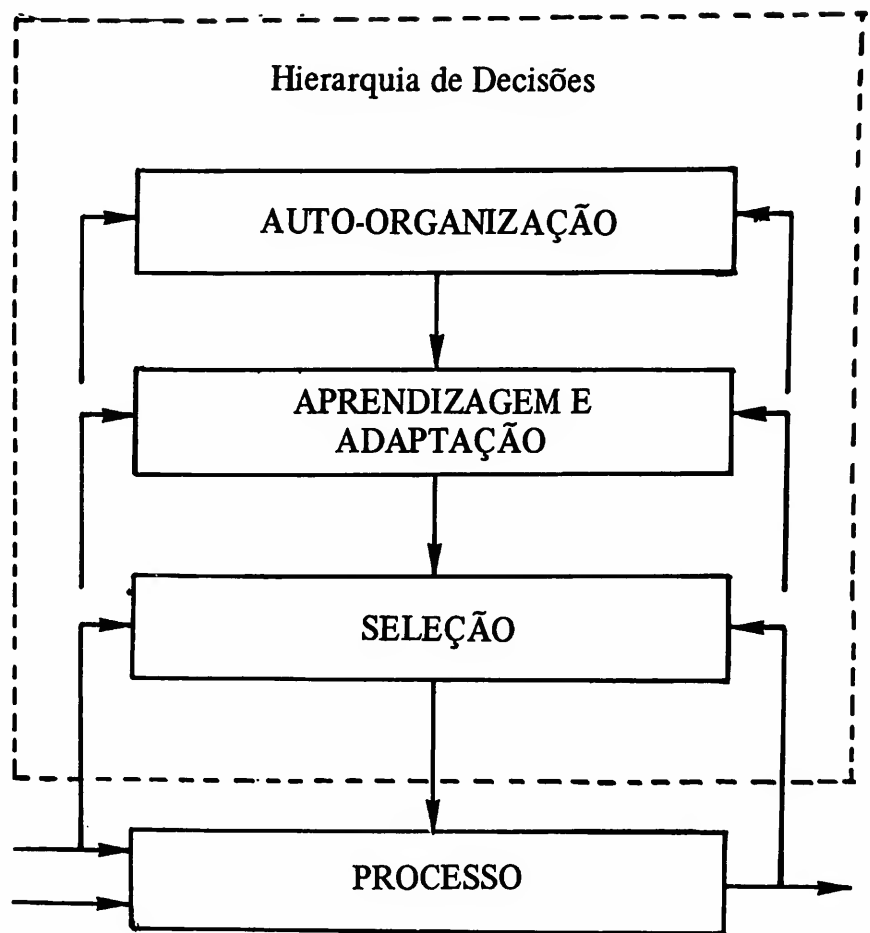 Hierarquia de Decisões
AUTO-ORGANIZAÇÃO
APRENDIZAGEM E
ADAPTAÇÃO
SELEÇÃO
PROCESSO